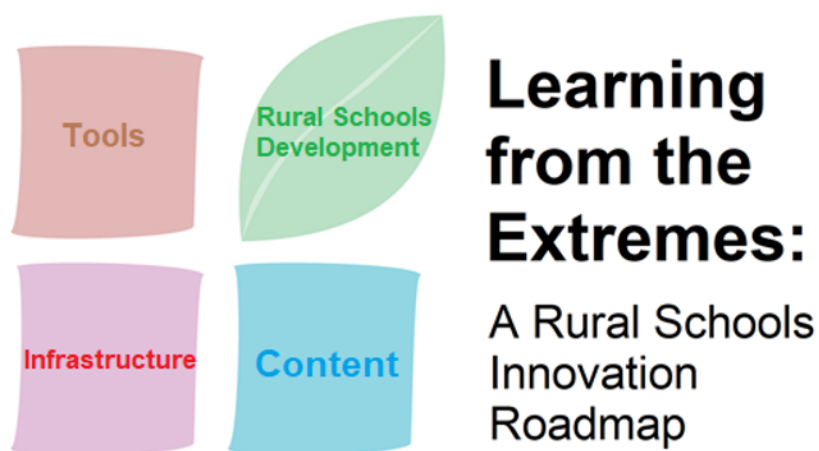 Tools
Rural Schools
Development
Infrastructure
Content
Learning
from the
Extremes:
A Rural Schools
Innovation
Roadmap